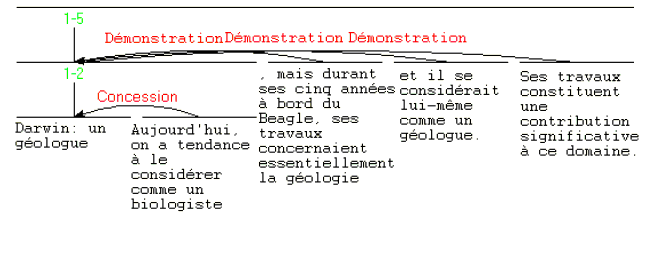 1-5
Démonstration Démonstration Démonstration
1-2
Concession
Darwin: un
géologue
Aujourd'hui,
on a tendance
à le
considérer
comme un
biologiste
, mais durant
ses cinq années
à bord du
Beagle, ses
travaux
concernaient
essentiellement
la géologie
et il se
considérait
lui-même
comme un
géologue.
Ses travaux
constituent
une
contribution
significative
à ce domaine.